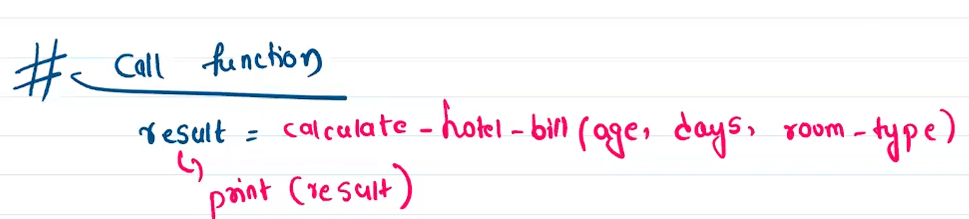 # Call function
result = calculate-hotel-bill (age, days, room-type)
print (result)